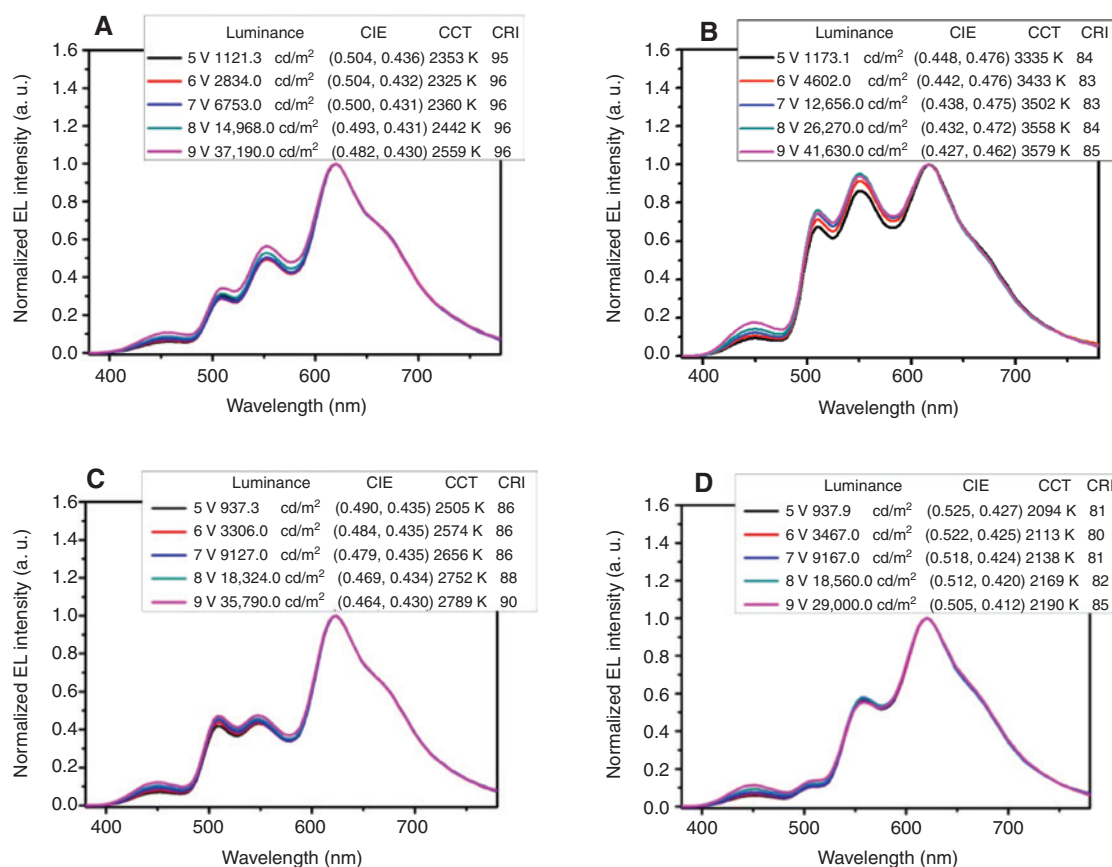 A
Luminance CIE CCT CRI
5 V 1121.3 cd/m² (0.504, 0.436) 2353 K 95
6 V 2834.0 cd/m² (0.504, 0.432) 2325 K 96
7 V 6753.0 cd/m² (0.500, 0.431) 2360 K 96
8 V 14,968.0 cd/m² (0.493, 0.431) 2442 K 96
9 V 37,190.0 cd/m² (0.482, 0.430) 2559 K 96
Normalized EL intensity (a. u.)
1.6
1.4
1.2
1.0
0.8
0.6
0.4
0.2
0.0
400 500 600 700
Wavelength (nm)
B
Luminance CIE CCT CRI
5 V 1173.1 cd/m² (0.448, 0.476) 3335 K 84
6 V 4602.0 cd/m² (0.442, 0.476) 3433 K 83
7 V 12,656.0 cd/m² (0.438, 0.475) 3502 K 83
8 V 26,270.0 cd/m² (0.432, 0.472) 3558 K 84
9 V 41,630.0 cd/m² (0.427, 0.462) 3579 K 85
Normalized EL intensity (a. u.)
1.6
1.4
1.2
1.0
0.8
0.6
0.4
0.2
0.0
400 500 600 700
Wavelength (nm)
C
Luminance CIE CCT CRI
5 V 937.3 cd/m² (0.490, 0.435) 2505 K 86
6 V 3306.0 cd/m² (0.484, 0.435) 2574 K 86
7 V 9127.0 cd/m² (0.479, 0.435) 2656 K 86
8 V 18,324.0 cd/m² (0.469, 0.434) 2752 K 88
9 V 35,790.0 cd/m² (0.464, 0.430) 2789 K 90
Normalized EL intensity (a. u.)
1.6
1.4
1.2
1.0
0.8
0.6
0.4
0.2
0.0
400 500 600 700
Wavelength (nm)
D
Luminance CIE CCT CRI
5 V 937.9 cd/m² (0.525, 0.427) 2094 K 81
6 V 3467.0 cd/m² (0.522, 0.425) 2113 K 80
7 V 9167.0 cd/m² (0.518, 0.424) 2138 K 81
8 V 18,560.0 cd/m² (0.512, 0.420) 2169 K 82
9 V 29,000.0 cd/m² (0.505, 0.412) 2190 K 85
Normalized EL intensity (a. u.)
1.6
1.4
1.2
1.0
0.8
0.6
0.4
0.2
0.0
400 500 600 700
Wavelength (nm)